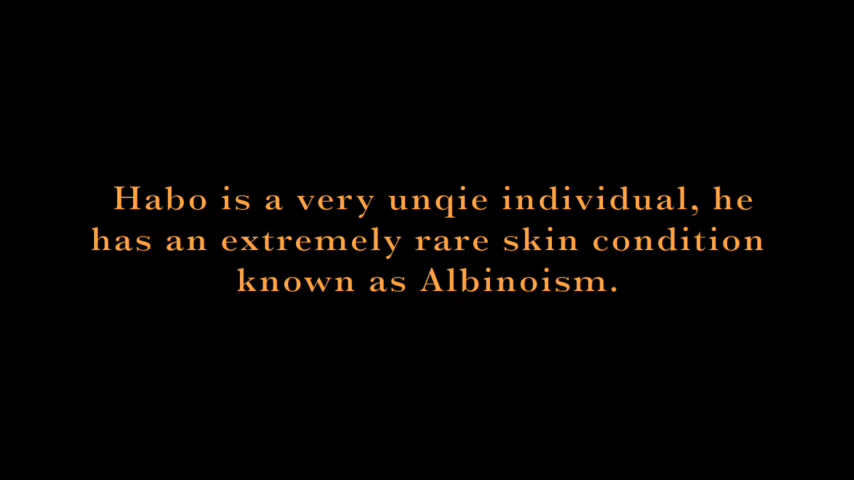 Habo is a very unqie individual, he
has an extremely rare skin condition
known as Albinoism.